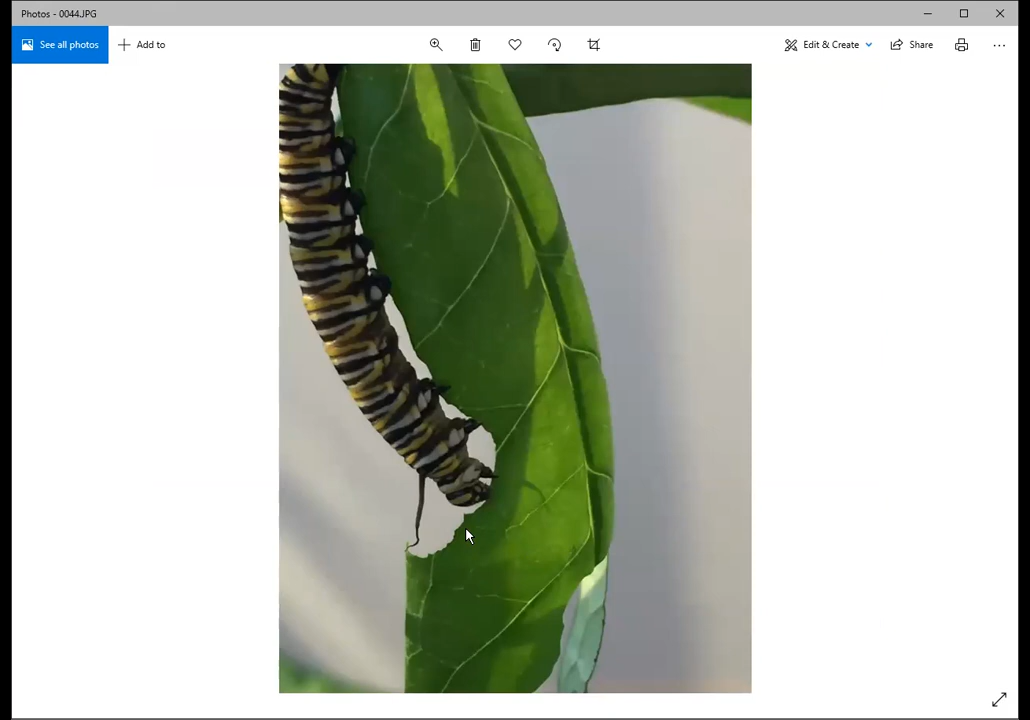 Photos - 0044.JPG
See all photos
Add to
Edit & Create
Share